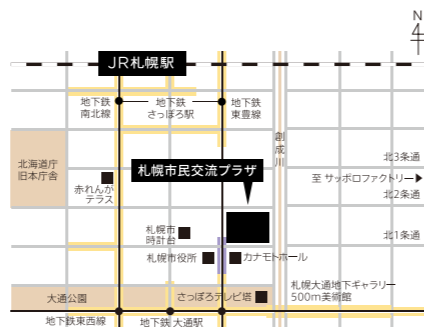 N
JR札幌駅
地下鉄
南北線
地下鉄
さっぽろ駅
地下鉄
東豊線
創成川
北海道庁
旧本庁舎
赤れんが
テラス
札幌市民交流プラザ
北3条通
至 サッポロファクトリー
北2条通
札幌市
時計台
北1条通
札幌市役所
カナモトホール
大通公園
さっぽろテレビ塔
札幌大通地下ギャラリー
500m美術館
地下鉄東西線
地下鉄 大通駅